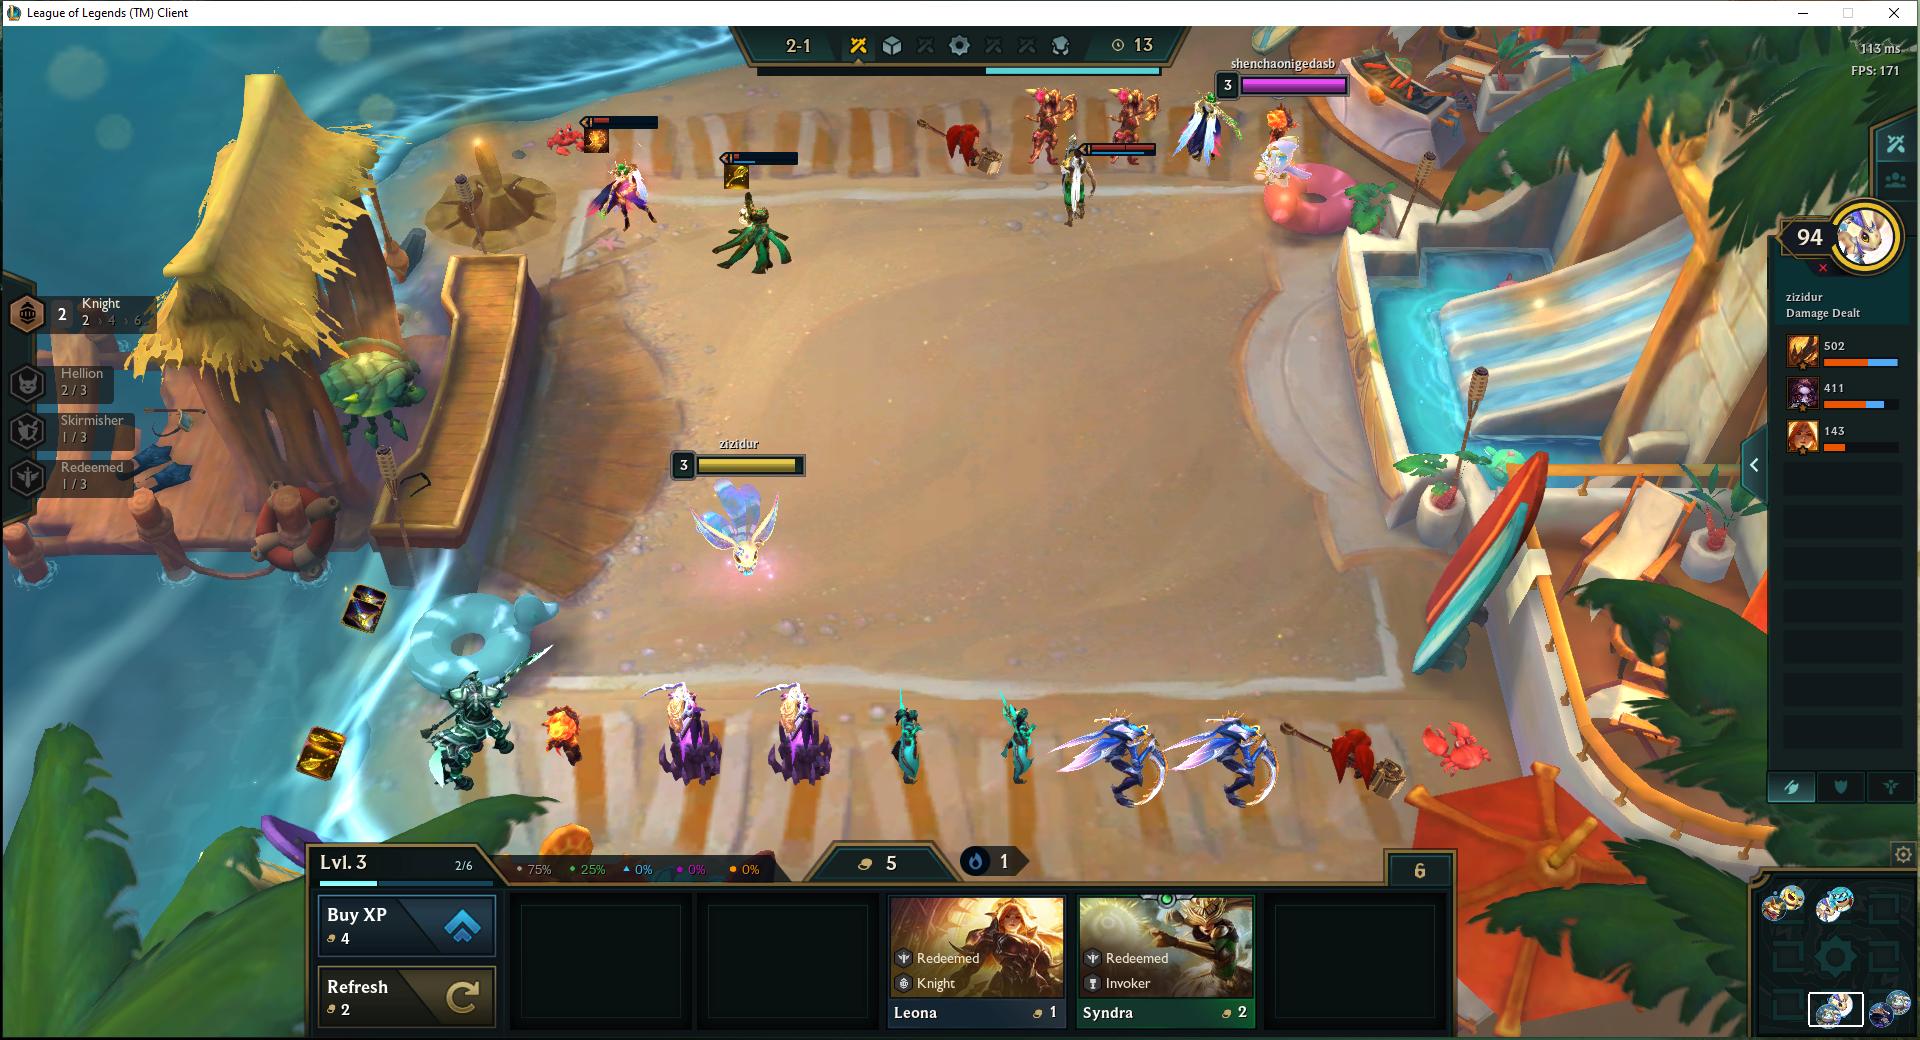 League of Legends (TM) Client
2-1
13
113 ms
FPS: 171
shenchaonigedasb
3
94
zizidur
Damage Dealt
502
411
143
2
Knight
2 › 4 › 6
Hellion
2 / 3
Skirmisher
1 / 3
Redeemed
1 / 3
zizidur
3
Lvl. 3
2/6
75%
25%
0%
0%
0%
5
1
6
Buy XP
4
Refresh
2
Redeemed
Knight
Leona
1
Redeemed
Invoker
Syndra
2